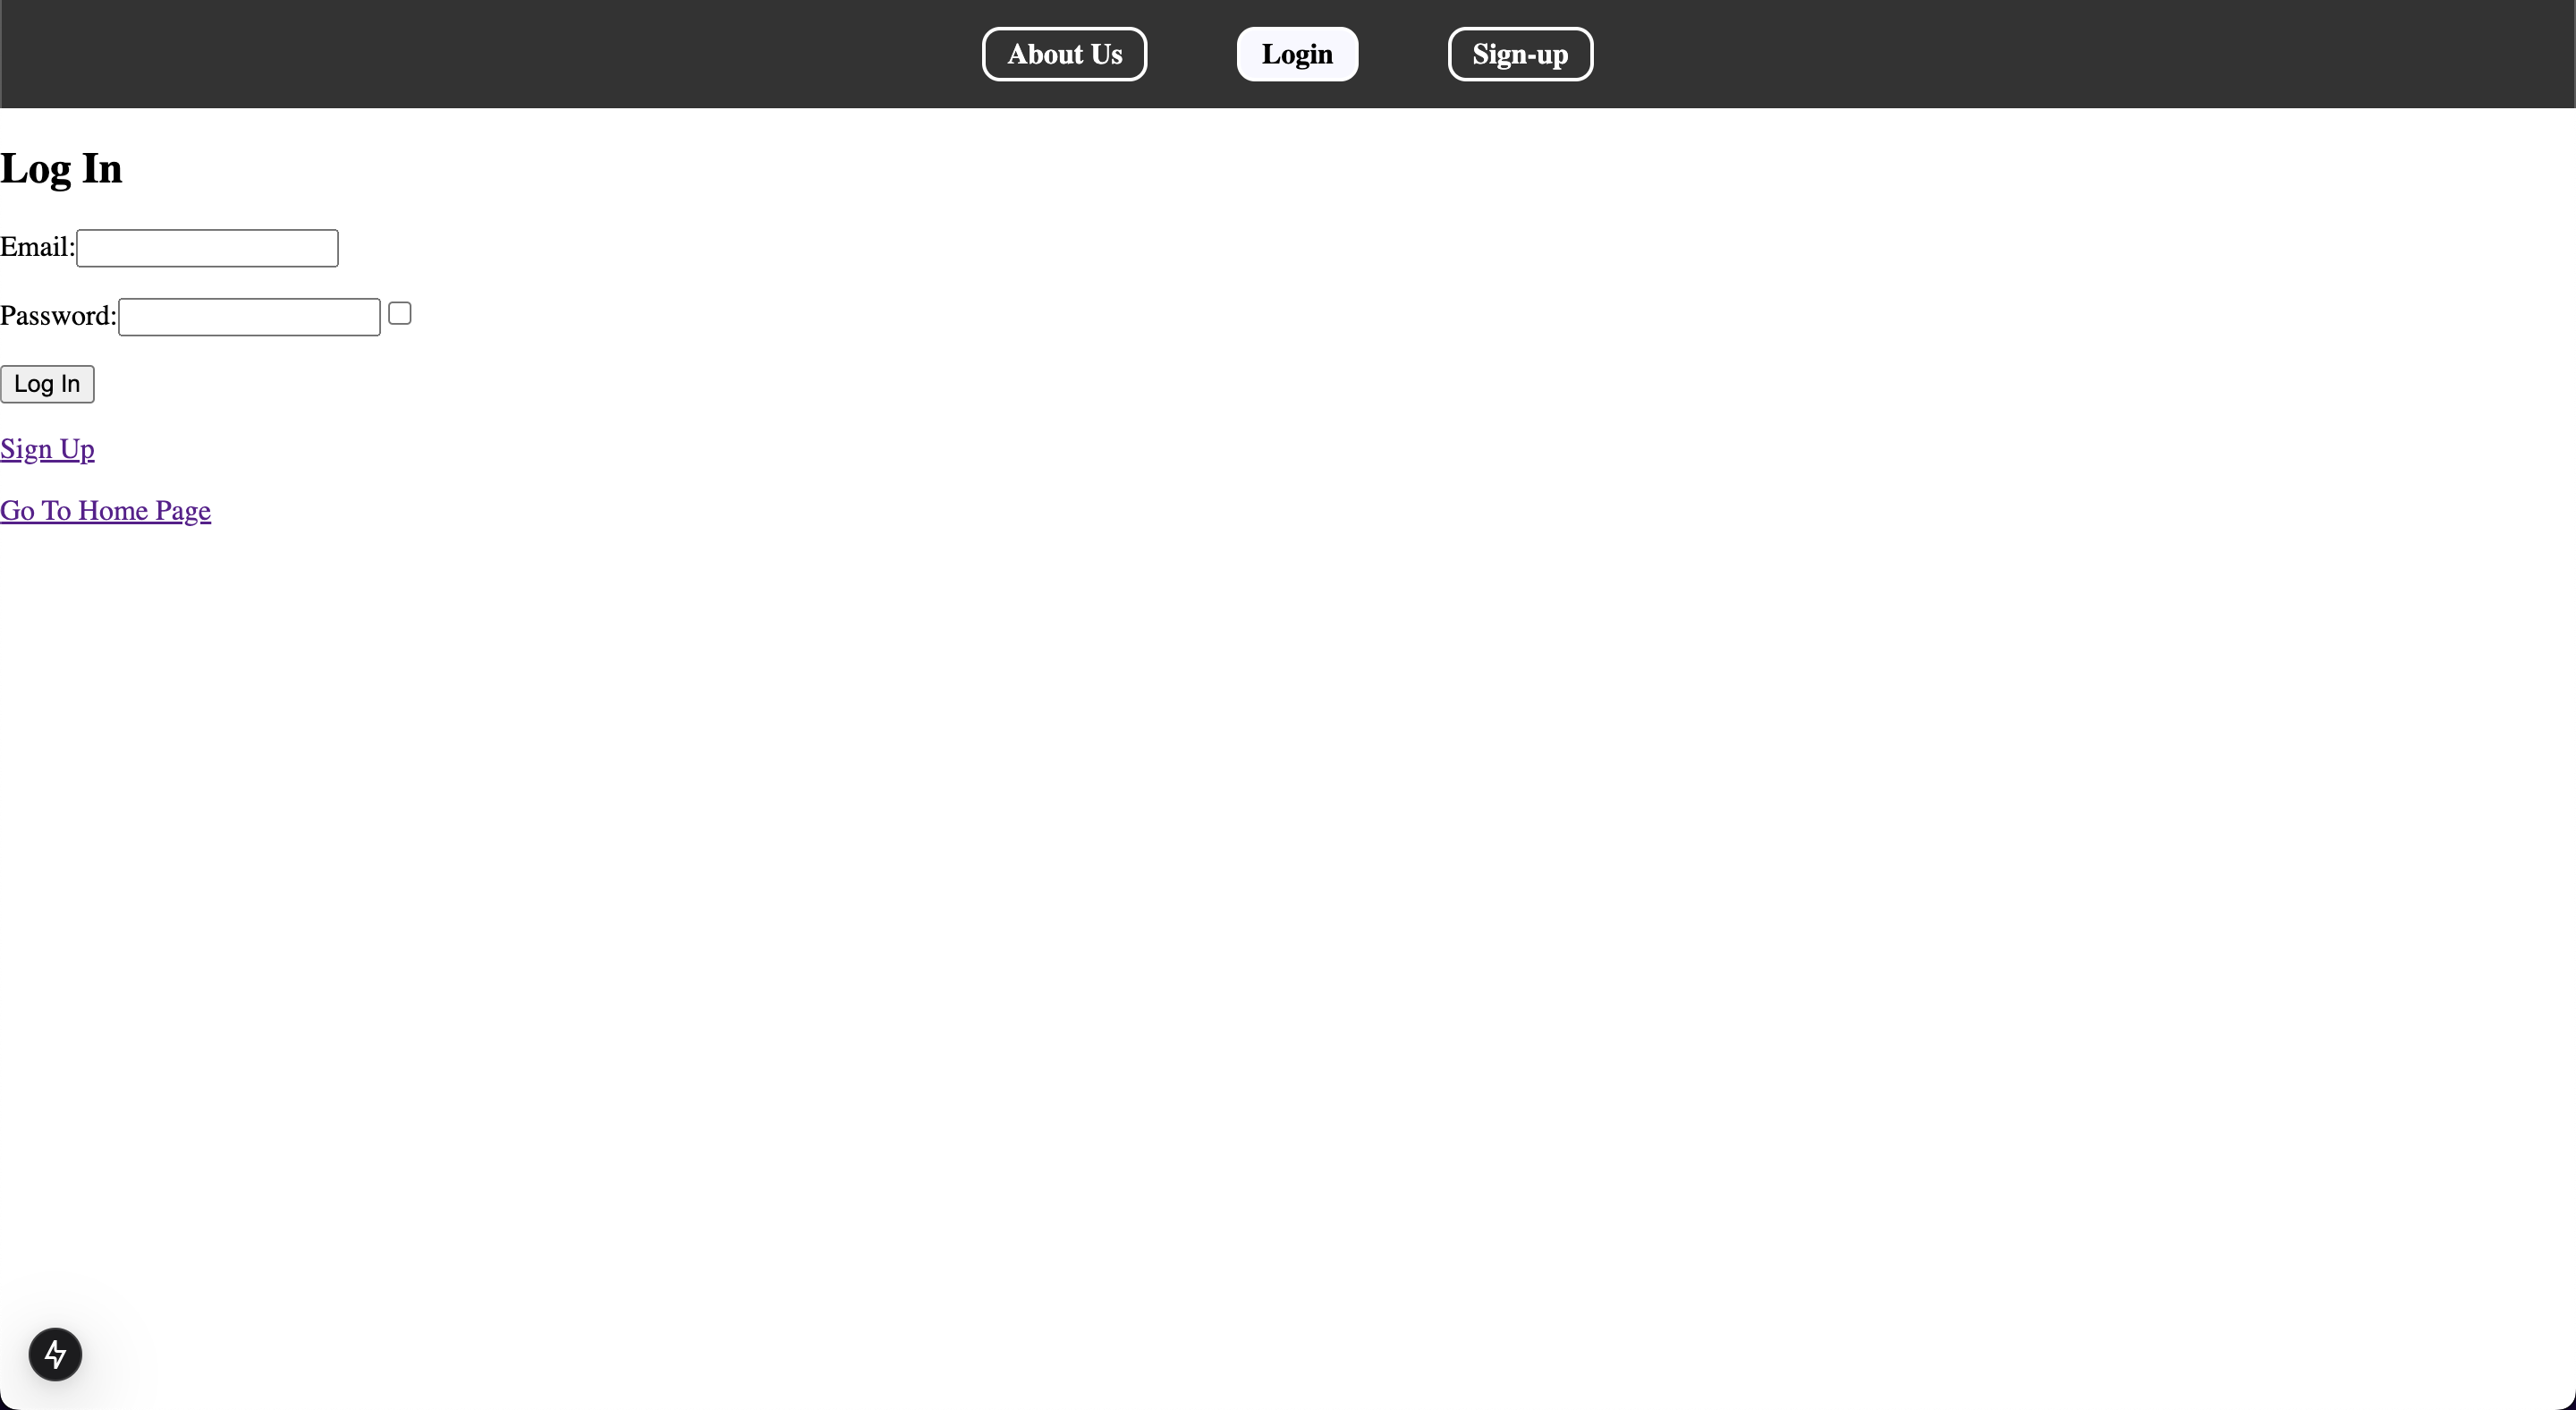 About Us Login Sign-up
Log In
Email:
Password:
Log In
Sign Up
Go To Home Page